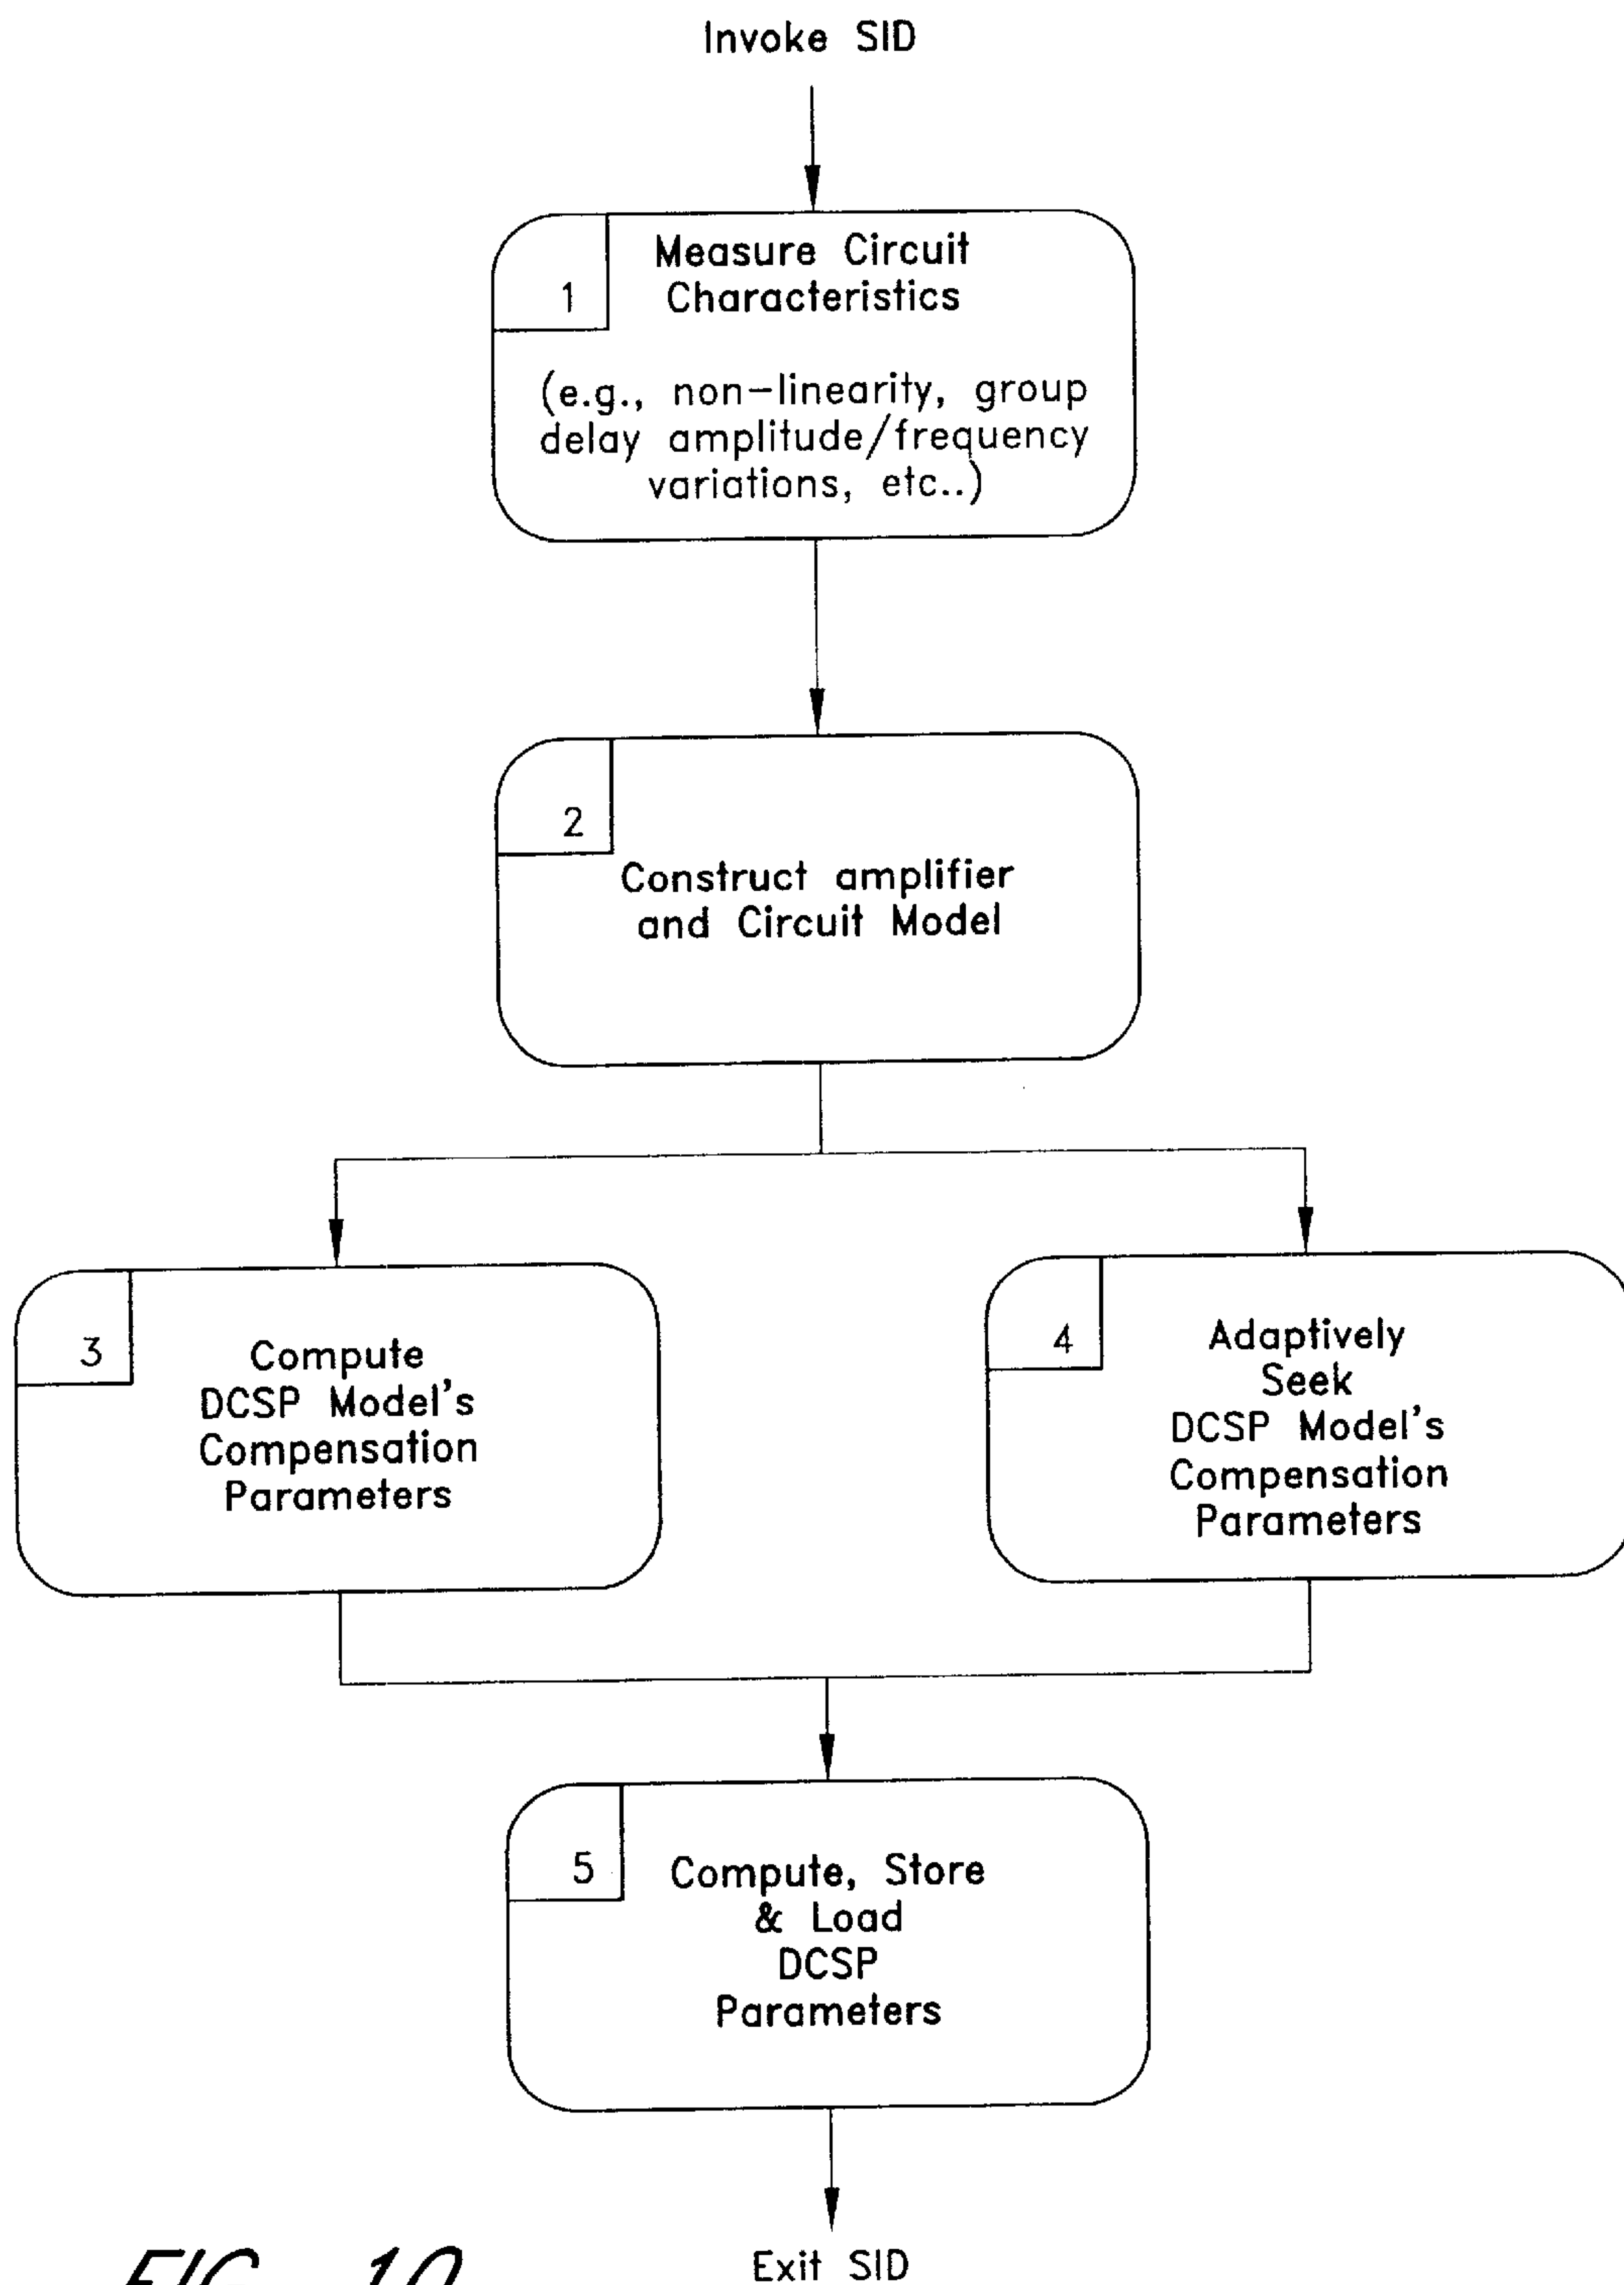 Invoke SID
1
Measure Circuit
Characteristics
(e.g., non-linearity, group
delay amplitude/frequency
variations, etc..)
2
Construct amplifier
and Circuit Model
3
Compute
DCSP Model's
Compensation
Parameters
4
Adaptively
Seek
DCSP Model's
Compensation
Parameters
5
Compute, Store
& Load
DCSP
Parameters
Exit SID
FIG. 10